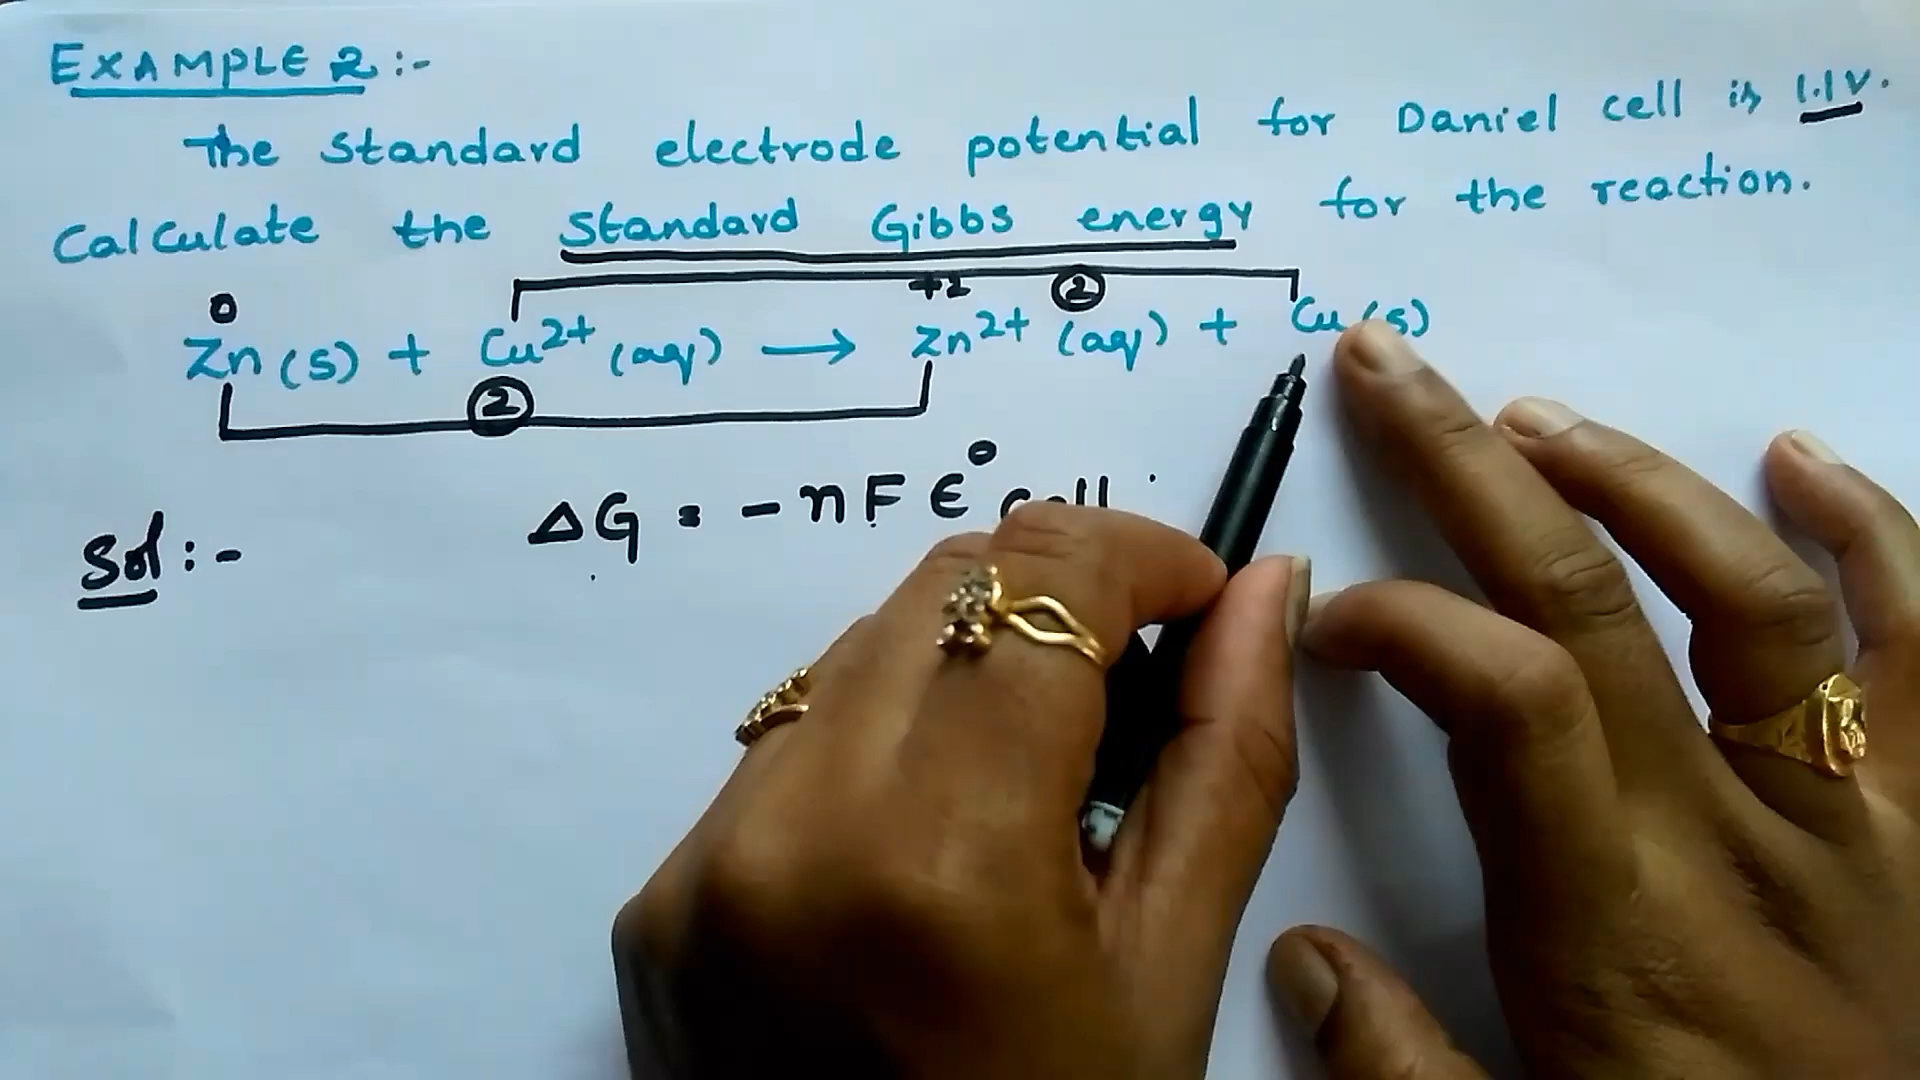 EXAMPLE 2 :-
The standard electrode potential for Daniel cell is 1.1V.
Calculate the standard Gibbs energy for the reaction.
0 +2 2
Zn (s) + Cu²⁺ (aq) → Zn²⁺ (aq) + Cu (s)
2
Sol :- ΔG = -nFE° cell